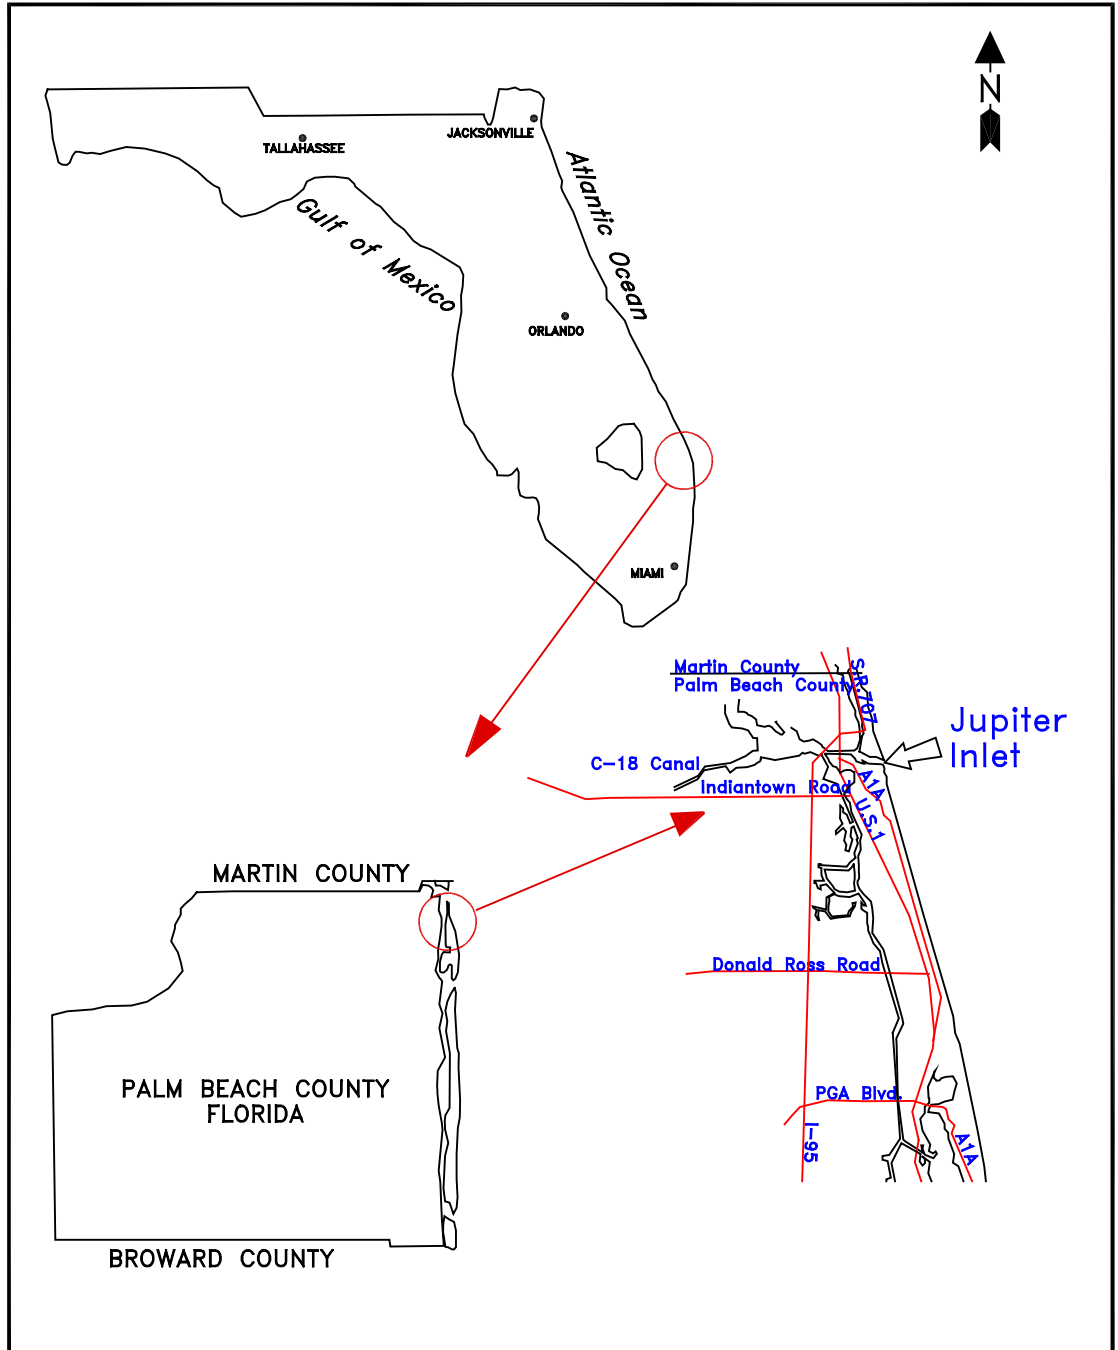 N
JACKSONVILLE
TALLAHASSEE
Atlantic Ocean
Gulf of Mexico
ORLANDO
MIAMI
Martin County
Palm Beach County
S.R.707
Jupiter
Inlet
C-18 Canal
Indiantown Road
A1A
U.S.1
MARTIN COUNTY
Donald Ross Road
PALM BEACH COUNTY
FLORIDA
PGA Blvd.
I-95
A1A
BROWARD COUNTY